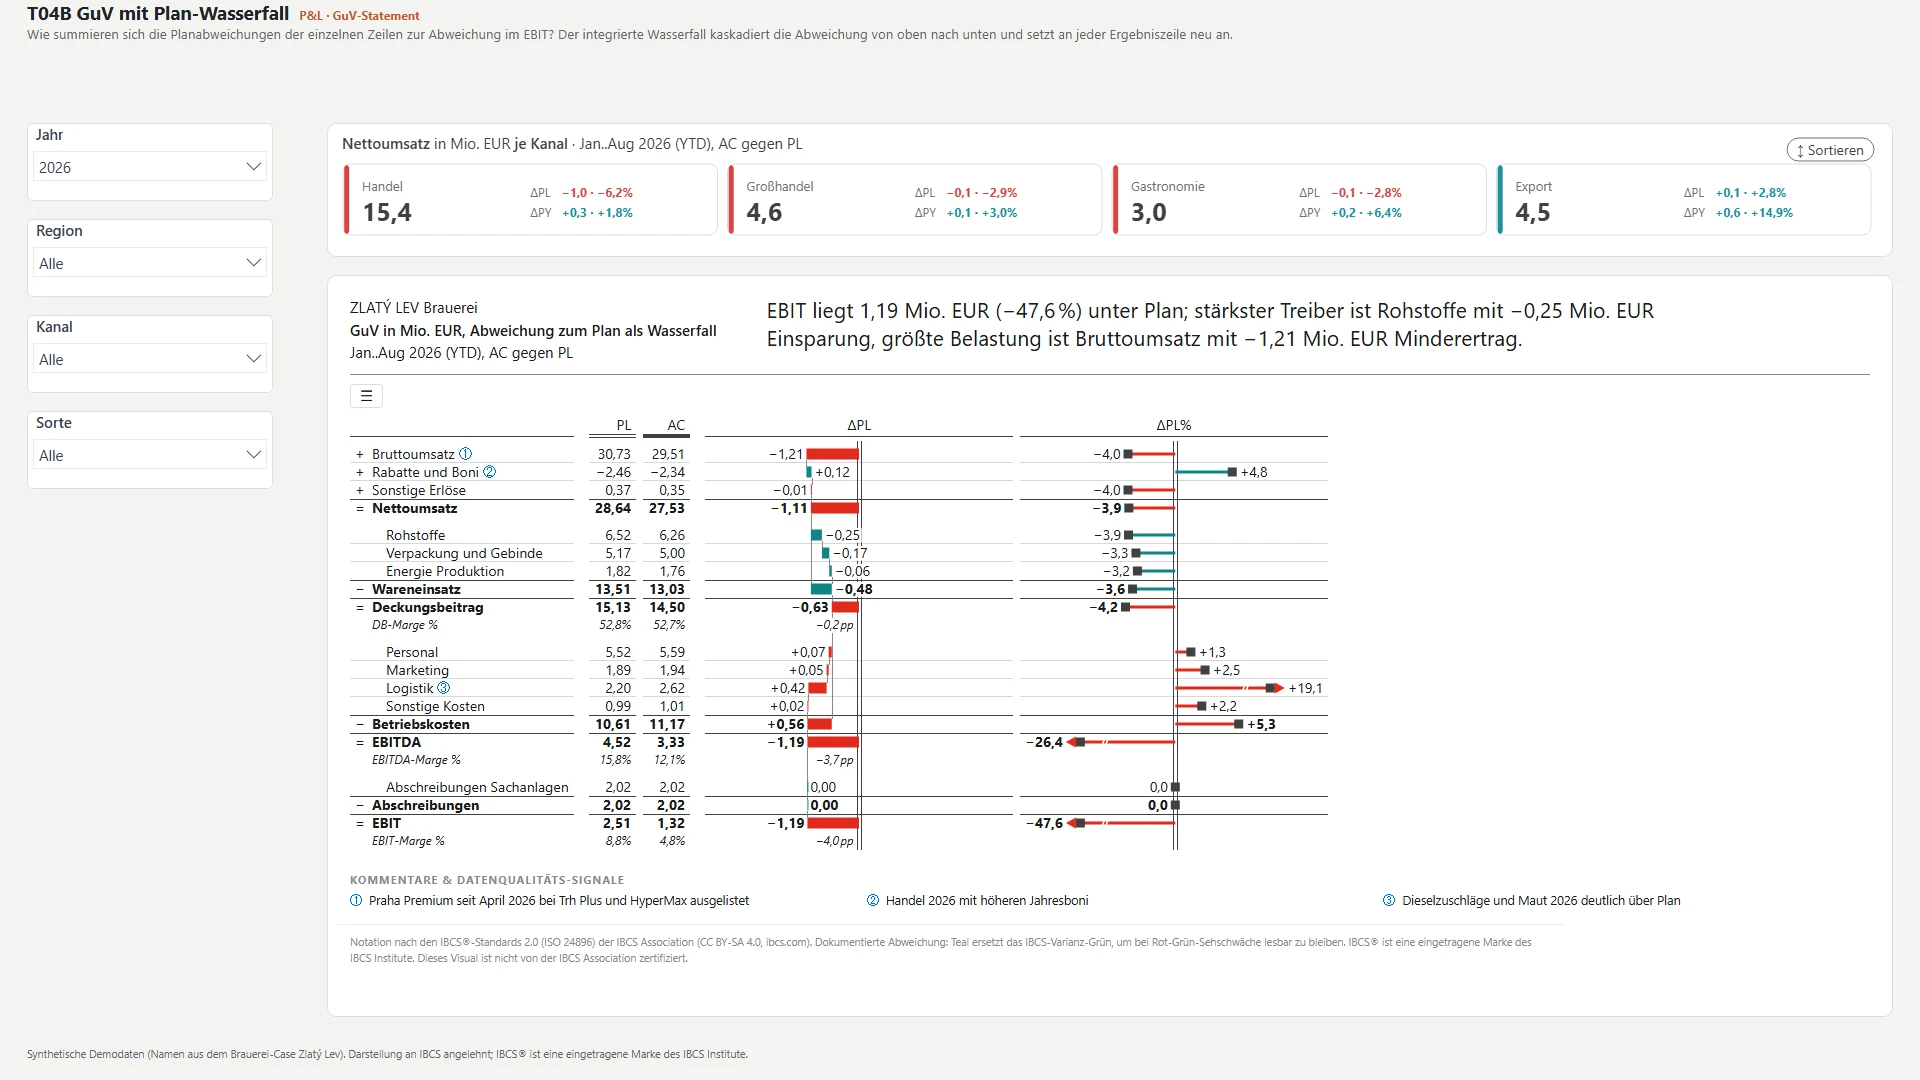 T04B GuV mit Plan-Wasserfall P&L · GuV-Statement
Wie summieren sich die Planabweichungen der einzelnen Zeilen zur Abweichung im EBIT? Der integrierte Wasserfall kaskadiert die Abweichung von oben nach unten und setzt an jeder Ergebniszeile neu an.
Jahr
2026
Region
Alle
Kanal
Alle
Sorte
Alle
Nettoumsatz in Mio. EUR je Kanal · Jan..Aug 2026 (YTD), AC gegen PL
↕ Sortieren
Handel
15,4
ΔPL −1,0 · −6,2%
ΔPY +0,3 · +1,8%
Großhandel
4,6
ΔPL −0,1 · −2,9%
ΔPY +0,1 · +3,0%
Gastronomie
3,0
ΔPL −0,1 · −2,8%
ΔPY +0,2 · +6,4%
Export
4,5
ΔPL +0,1 · +2,8%
ΔPY +0,6 · +14,9%
ZLATÝ LEV Brauerei
GuV in Mio. EUR, Abweichung zum Plan als Wasserfall
Jan..Aug 2026 (YTD), AC gegen PL
EBIT liegt 1,19 Mio. EUR (−47,6 %) unter Plan; stärkster Treiber ist Rohstoffe mit −0,25 Mio. EUR
Einsparung, größte Belastung ist Bruttoumsatz mit −1,21 Mio. EUR Minderertrag.
☰
PL AC ΔPL ΔPL%
+ Bruttoumsatz ① 30,73 29,51 −1,21 −4,0
+ Rabatte und Boni ② −2,46 −2,34 +0,12 +4,8
+ Sonstige Erlöse 0,37 0,35 −0,01 −4,0
= Nettoumsatz 28,64 27,53 −1,11 −3,9
Rohstoffe 6,52 6,26 −0,25 −3,9
Verpackung und Gebinde 5,17 5,00 −0,17 −3,3
Energie Produktion 1,82 1,76 −0,06 −3,2
− Wareneinsatz 13,51 13,03 −0,48 −3,6
= Deckungsbeitrag 15,13 14,50 −0,63 −4,2
DB-Marge % 52,8% 52,7% −0,2 pp
Personal 5,52 5,59 +0,07 +1,3
Marketing 1,89 1,94 +0,05 +2,5
Logistik ③ 2,20 2,62 +0,42 +19,1
Sonstige Kosten 0,99 1,01 +0,02 +2,2
− Betriebskosten 10,61 11,17 +0,56 +5,3
= EBITDA 4,52 3,33 −1,19 −26,4
EBITDA-Marge % 15,8% 12,1% −3,7 pp
Abschreibungen Sachanlagen 2,02 2,02 0,00 0,0
− Abschreibungen 2,02 2,02 0,00 0,0
= EBIT 2,51 1,32 −1,19 −47,6
EBIT-Marge % 8,8% 4,8% −4,0 pp
KOMMENTARE & DATENQUALITÄTS-SIGNALE
① Praha Premium seit April 2026 bei Trh Plus und HyperMax ausgelistet ② Handel 2026 mit höheren Jahresboni ③ Dieselzuschläge und Maut 2026 deutlich über Plan
Notation nach den IBCS®-Standards 2.0 (ISO 24896) der IBCS Association (CC BY-SA 4.0, ibcs.com). Dokumentierte Abweichung: Teal ersetzt das IBCS-Varianz-Grün, um bei Rot-Grün-Sehschwäche lesbar zu bleiben. IBCS® ist eine eingetragene Marke des
IBCS Institute. Dieses Visual ist nicht von der IBCS Association zertifiziert.
Synthetische Demodaten (Namen aus dem Brauerei-Case Zlatý Lev). Darstellung an IBCS angelehnt; IBCS® ist eine eingetragene Marke des IBCS Institute.